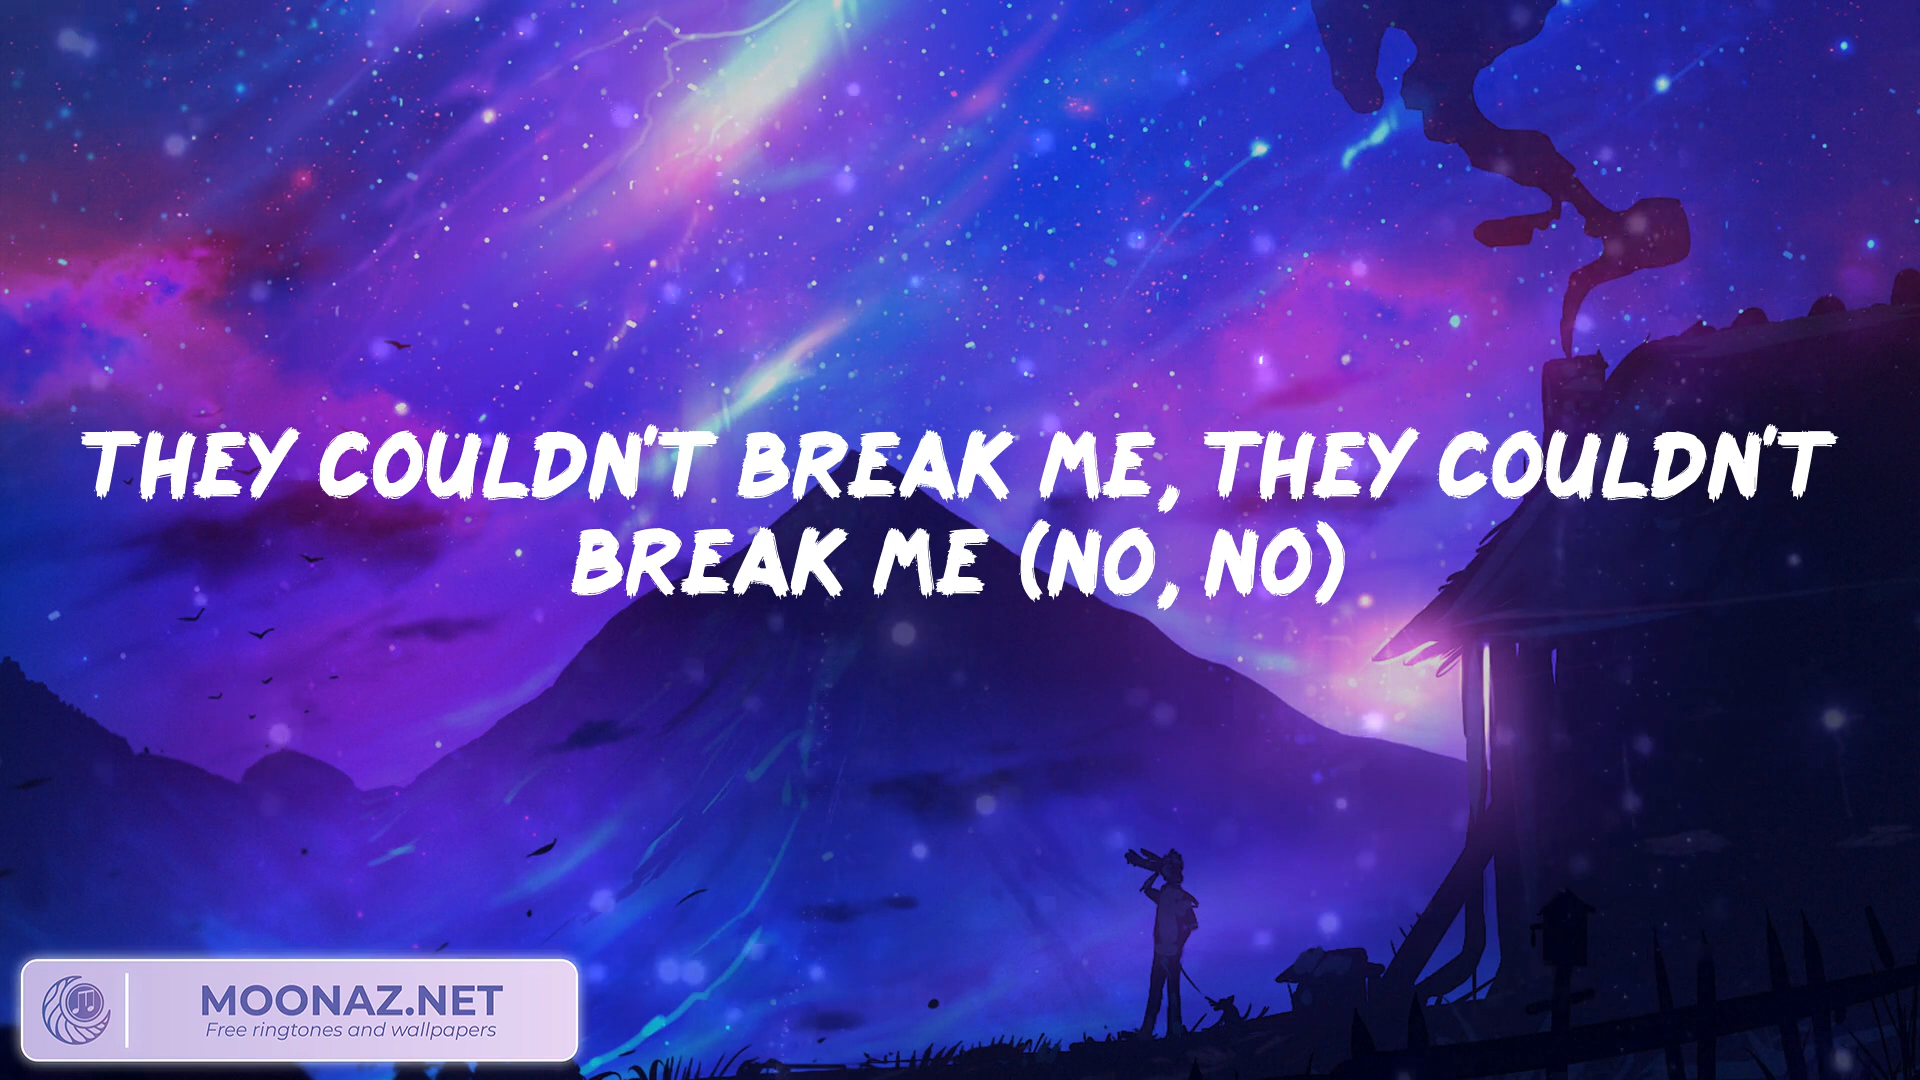 THEY COULDN'T BREAK ME, THEY COULDN'T
BREAK ME (NO, NO)
MOONAZ.NET
Free ringtones and wallpapers